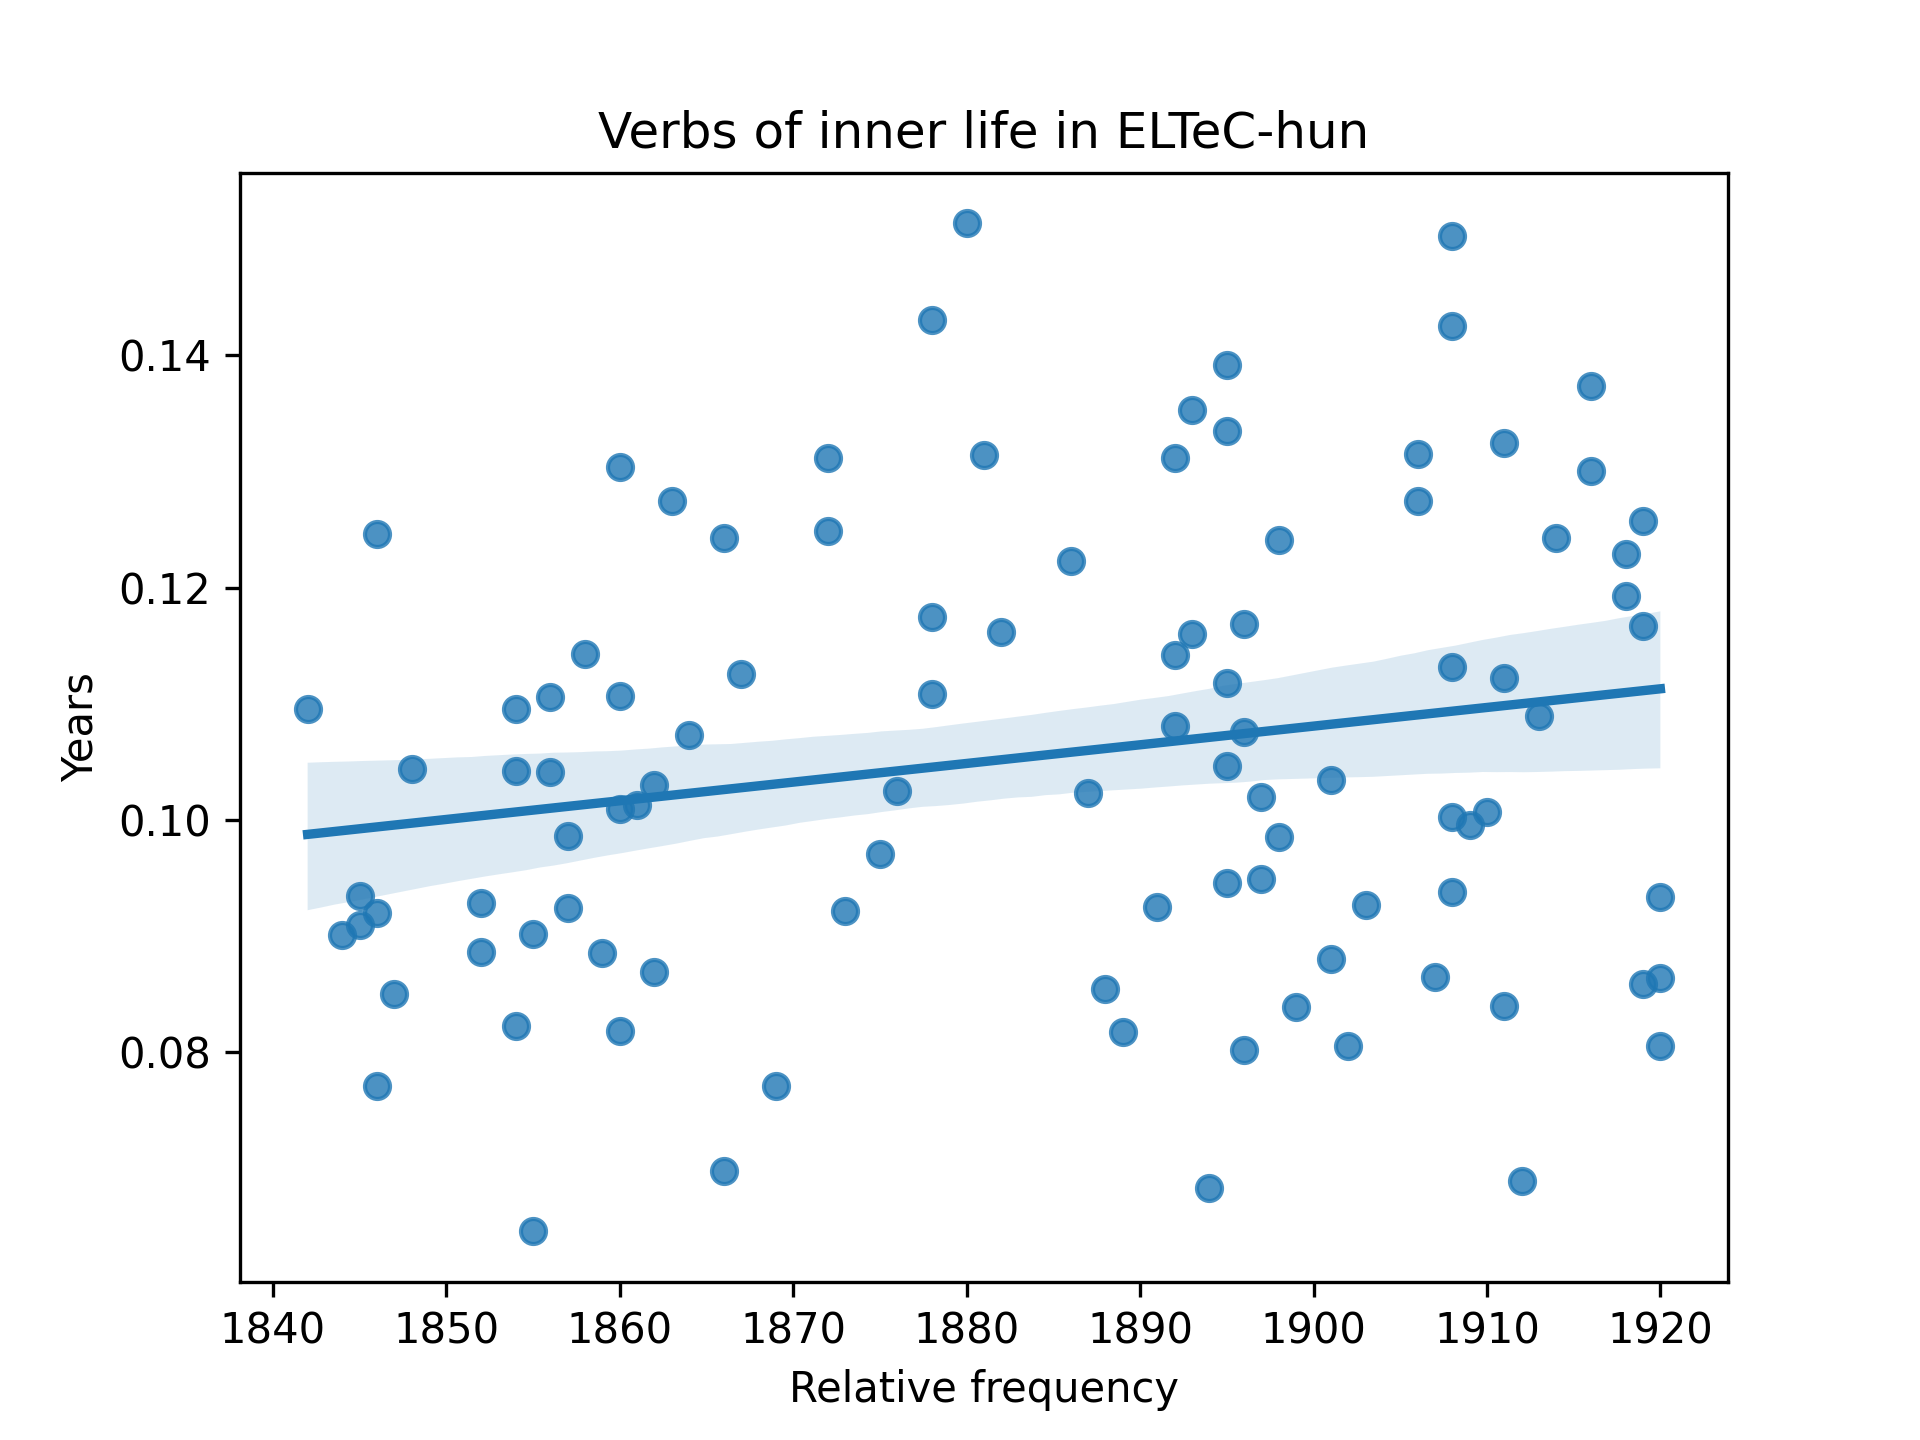 Verbs of inner life in ELTeC-hun
Years
0.14
0.12
0.10
0.08
1840 1850 1860 1870 1880 1890 1900 1910 1920
Relative frequency